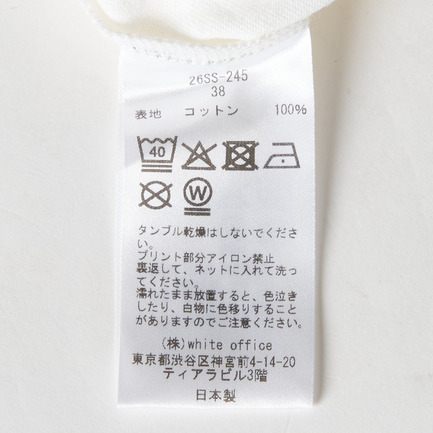 26SS-245
38
表地 コットン 100%
40
W
タンブル乾燥はしないでくださ
い。
プリント部分アイロン禁止
裏返して、ネットに入れて洗っ
てください。
濡れたまま放置すると、色泣き
したり、白物に色移りすること
がありますのでご注意ください。
(株)white office
東京都渋谷区神宮前4-14-20
ティアラビル3階
日本製